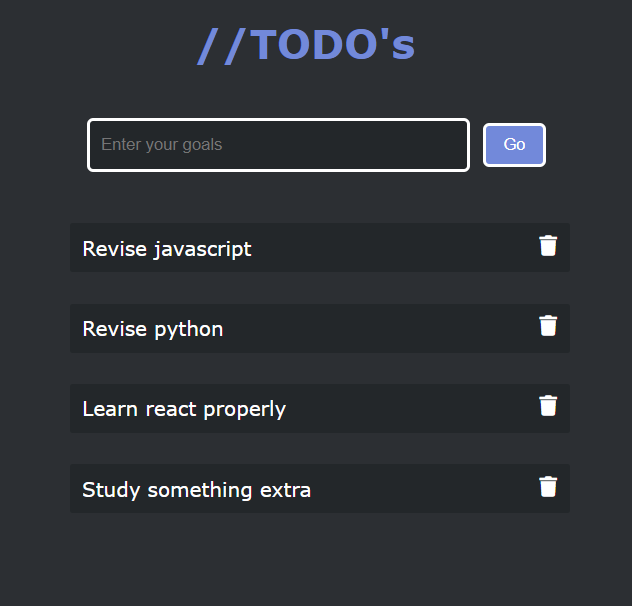 //TODO's
Enter your goals
Go
Revise javascript
Revise python
Learn react properly
Study something extra